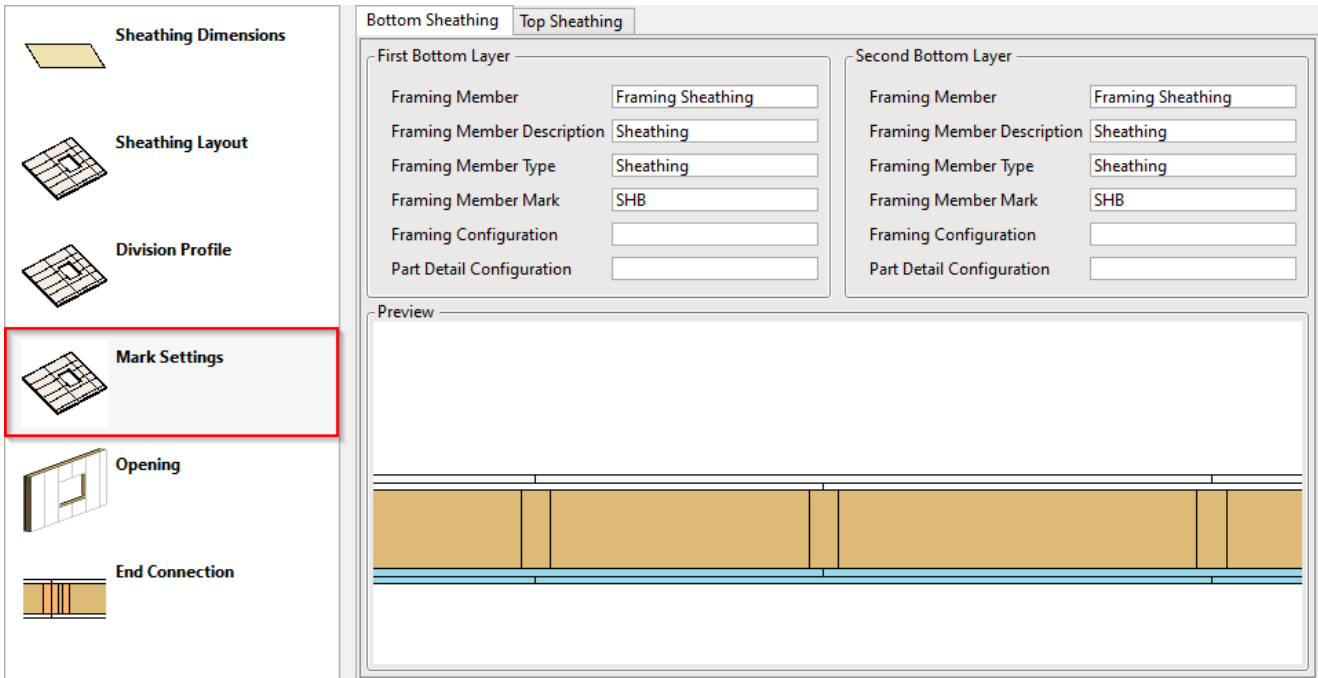 Sheathing Dimensions
Sheathing Layout
Division Profile
Mark Settings
Opening
End Connection
Bottom Sheathing Top Sheathing
First Bottom Layer
Framing Member Framing Sheathing
Framing Member Description Sheathing
Framing Member Type Sheathing
Framing Member Mark SHB
Framing Configuration
Part Detail Configuration
Second Bottom Layer
Framing Member Framing Sheathing
Framing Member Description Sheathing
Framing Member Type Sheathing
Framing Member Mark SHB
Framing Configuration
Part Detail Configuration
Preview